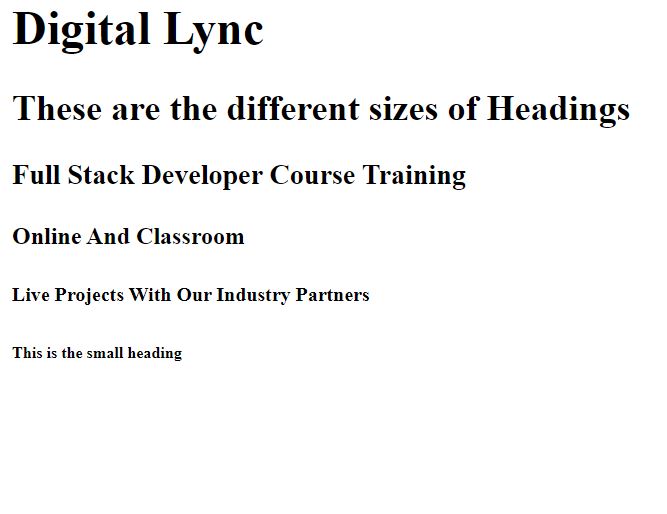 Digital Lync
These are the different sizes of Headings
Full Stack Developer Course Training
Online And Classroom
Live Projects With Our Industry Partners
This is the small heading